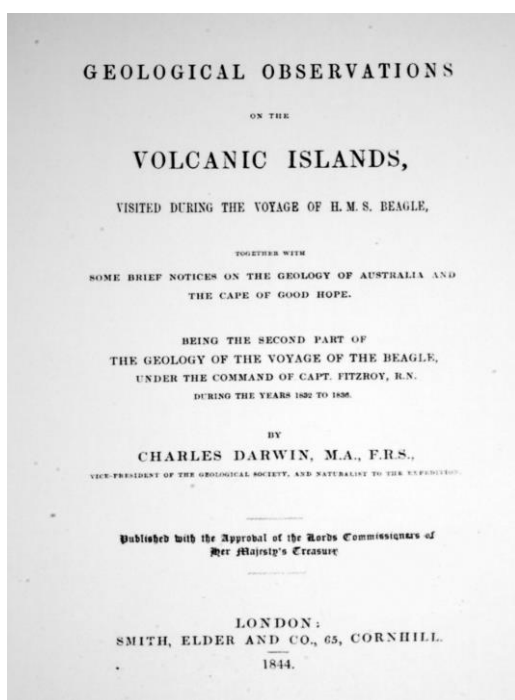 GEOLOGICAL OBSERVATIONS
ON THE
VOLCANIC ISLANDS,
VISITED DURING THE VOYAGE OF H. M. S. BEAGLE,
TOGETHER WITH
SOME BRIEF NOTICES ON THE GEOLOGY OF AUSTRALIA AND
THE CAPE OF GOOD HOPE.
BEING THE SECOND PART OF
THE GEOLOGY OF THE VOYAGE OF THE BEAGLE,
UNDER THE COMMAND OF CAPT. FITZROY, R.N.
DURING THE YEARS 1832 TO 1836.
BY
CHARLES DARWIN, M.A., F.R.S.,
VICE-PRESIDENT OF THE GEOLOGICAL SOCIETY, AND NATURALIST TO THE EXPEDITION.
Published with the Approval of the Lords Commissioners of
Her Majesty's Treasury
LONDON:
SMITH, ELDER AND CO., 65, CORNHILL.
1844.